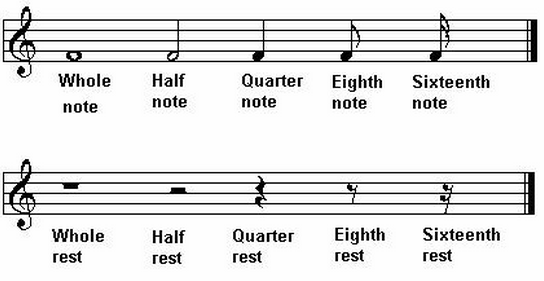 Whole Half Quarter Eighth Sixteenth
note note note note note
Whole Half Quarter Eighth Sixteenth
rest rest rest rest rest